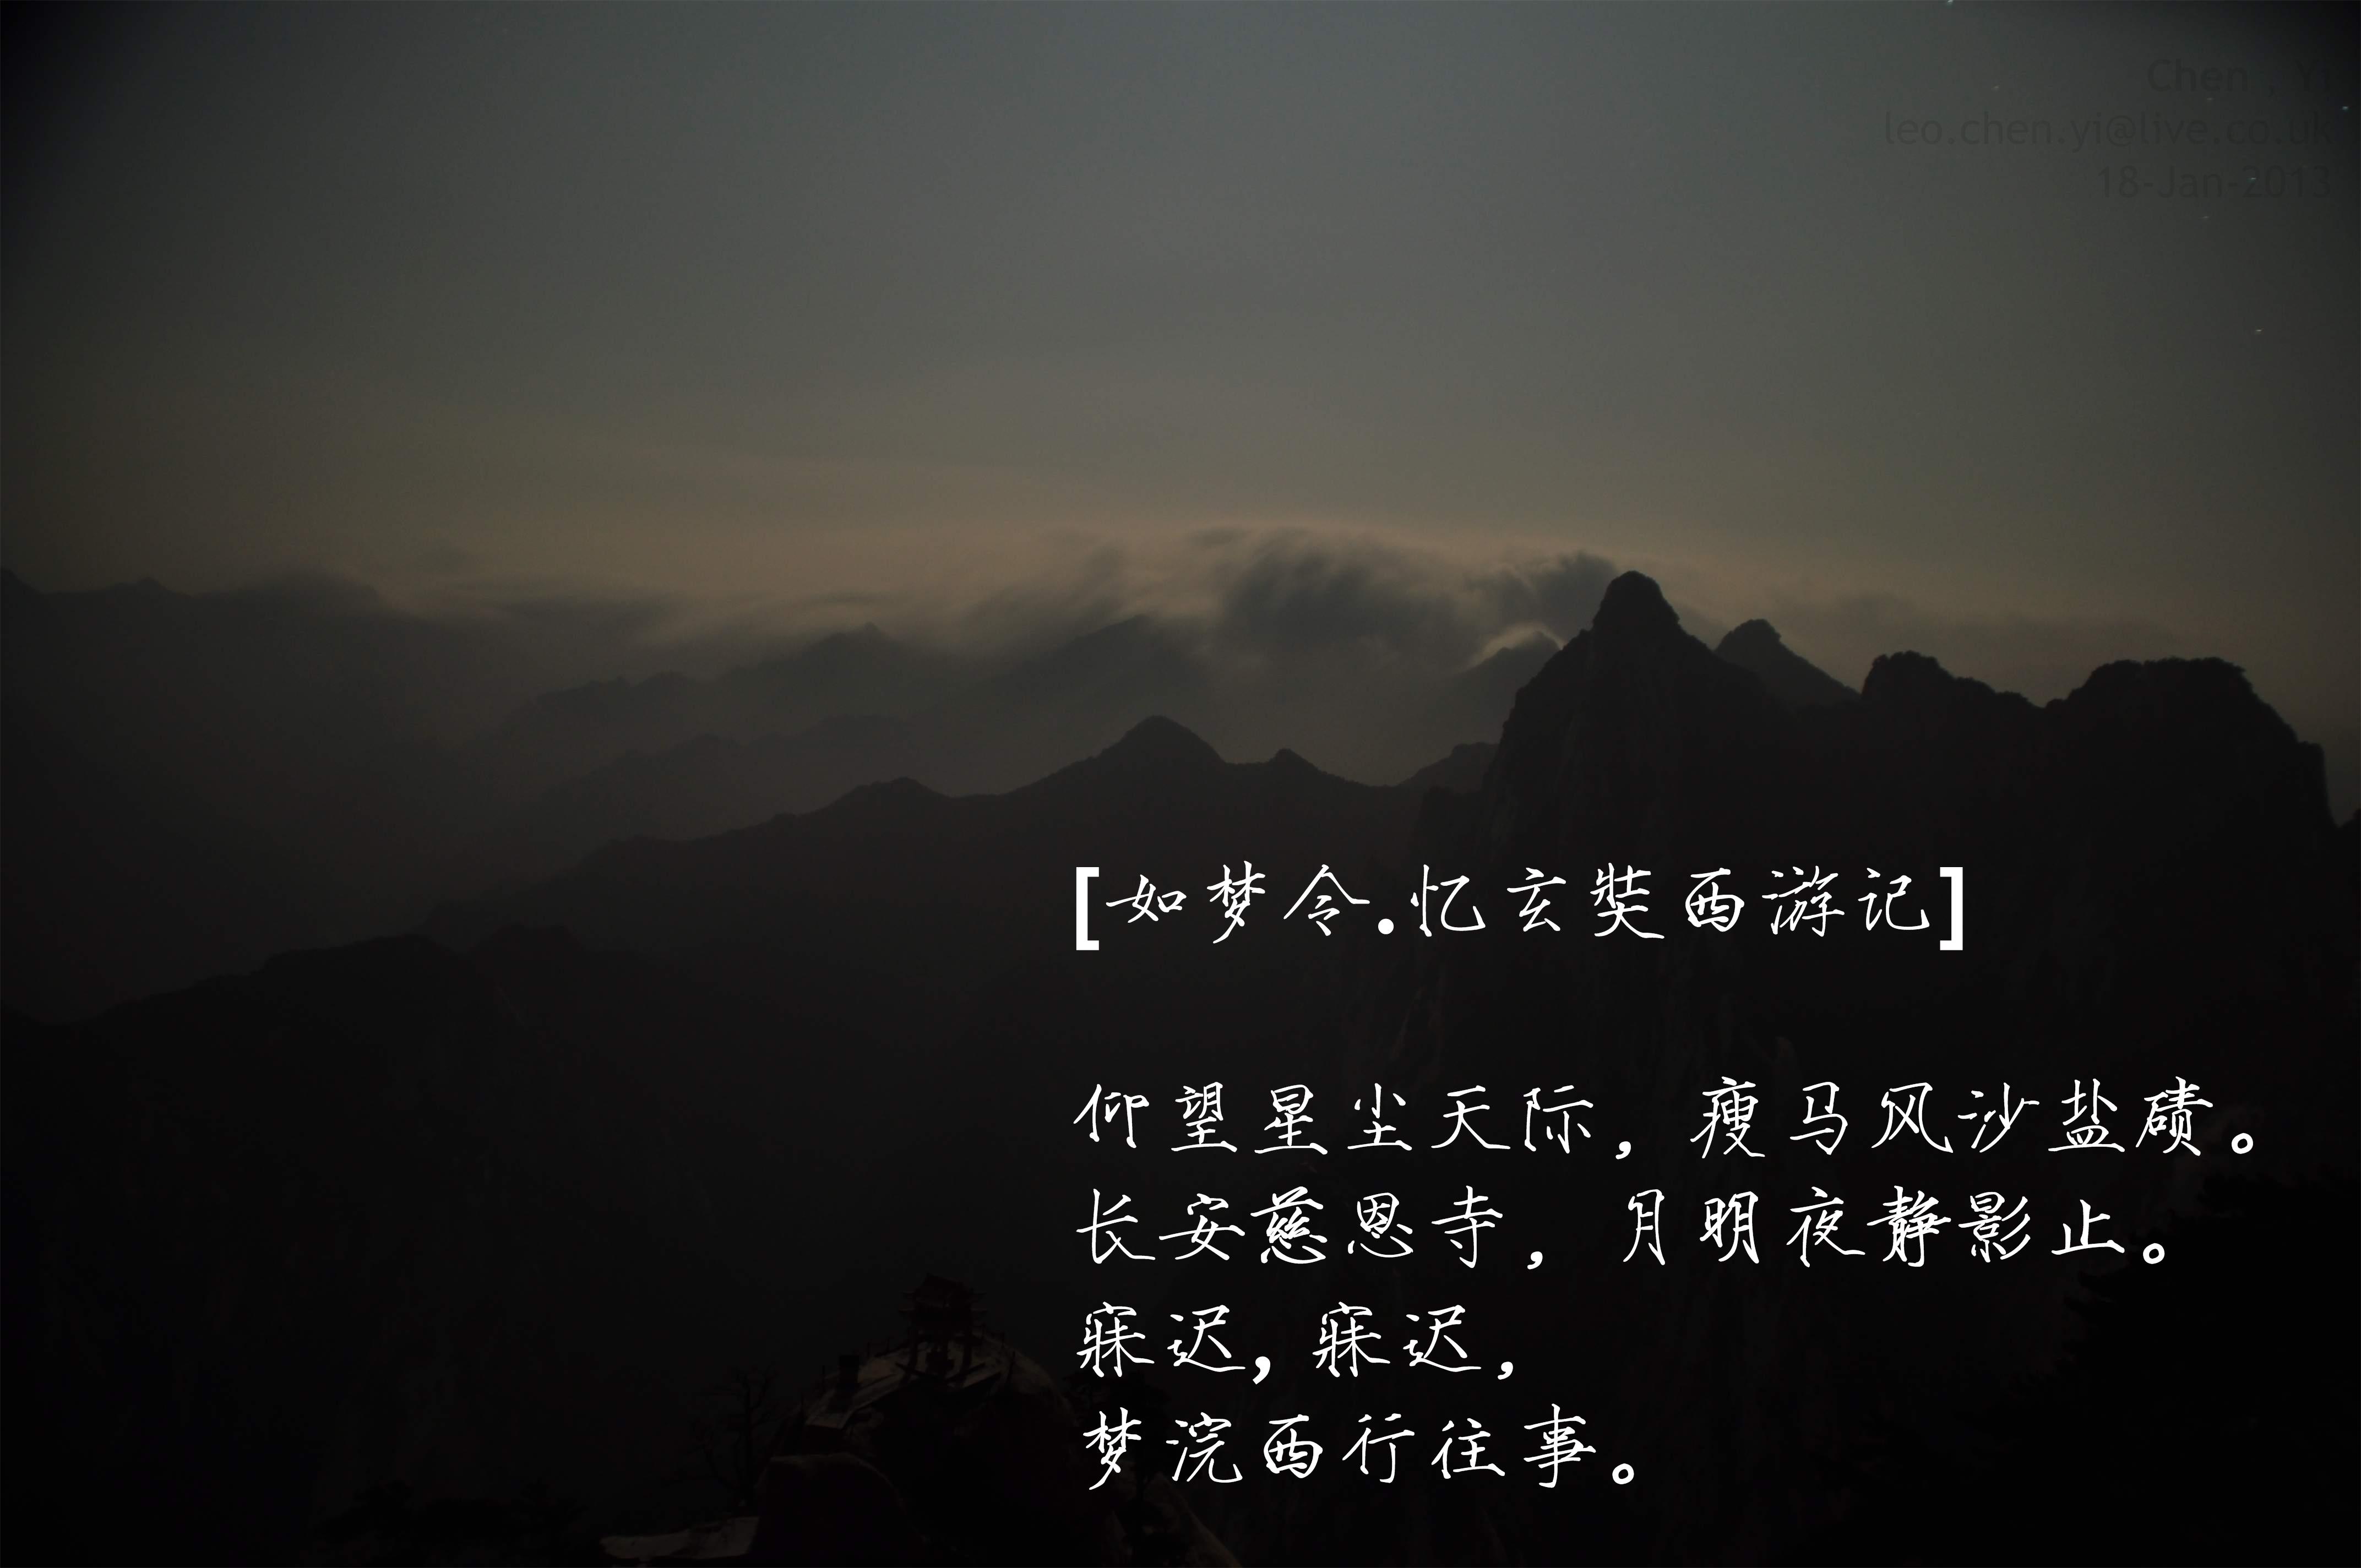 Chen, Yi
leo.chen.yi@live.co.uk
18-Jan-2013
[如梦令.忆玄奘西游记]
仰望星尘天际，瘦马风沙盐碛。
长安慈恩寺，月明夜静影止。
寐迟，寐迟，
梦浣西行往事。